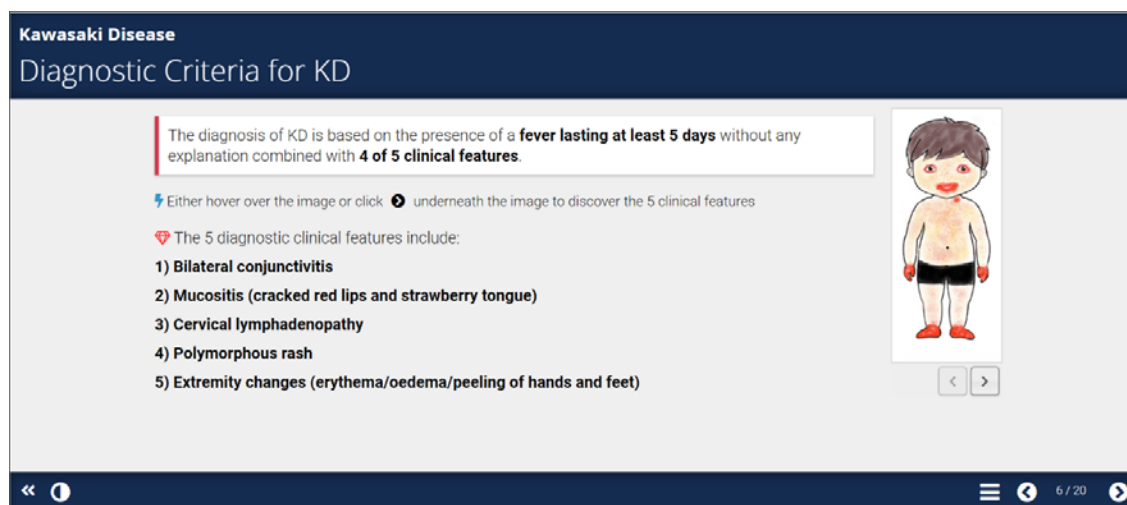 Kawasaki Disease
Diagnostic Criteria for KD
The diagnosis of KD is based on the presence of a fever lasting at least 5 days without any
explanation combined with 4 of 5 clinical features.
Either hover over the image or click underneath the image to discover the 5 clinical features
The 5 diagnostic clinical features include:
1) Bilateral conjunctivitis
2) Mucositis (cracked red lips and strawberry tongue)
3) Cervical lymphadenopathy
4) Polymorphous rash
5) Extremity changes (erythema/oedema/peeling of hands and feet)
6 / 20